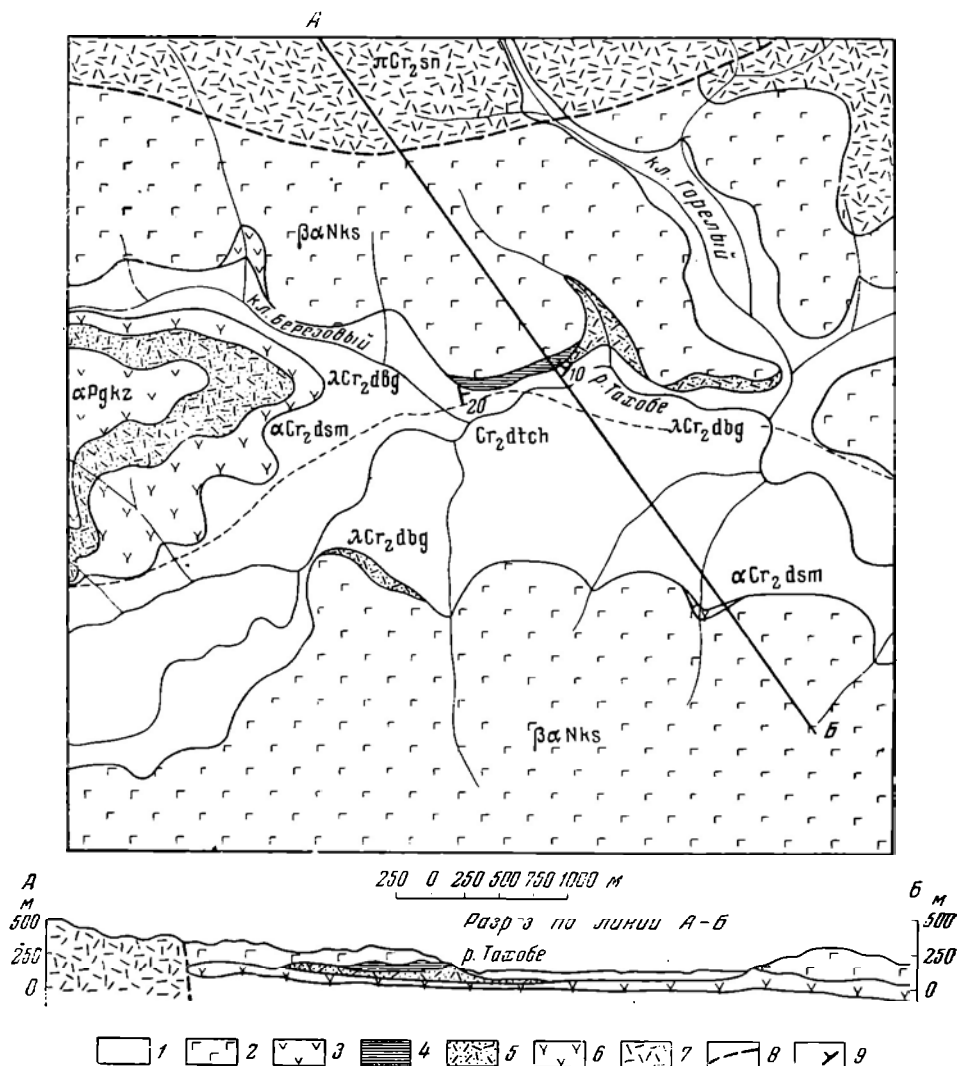 А
πCr₂sn
кл. Горелый
βαNks
кл. Березовый
λCr₂dbg
αPgkz
αCr₂dsm
20
10
р. Тахобе
Cr₂dtch
λCr₂dbg
λCr₂dbg
αCr₂dsm
Б
βαNks
250 0 250 500 750 1000 м
А
Б
м
м
Разрез по линии А-Б
500
500
р. Тахобе
250
250
0
0
1 2 3 4 5 6 7 8 9